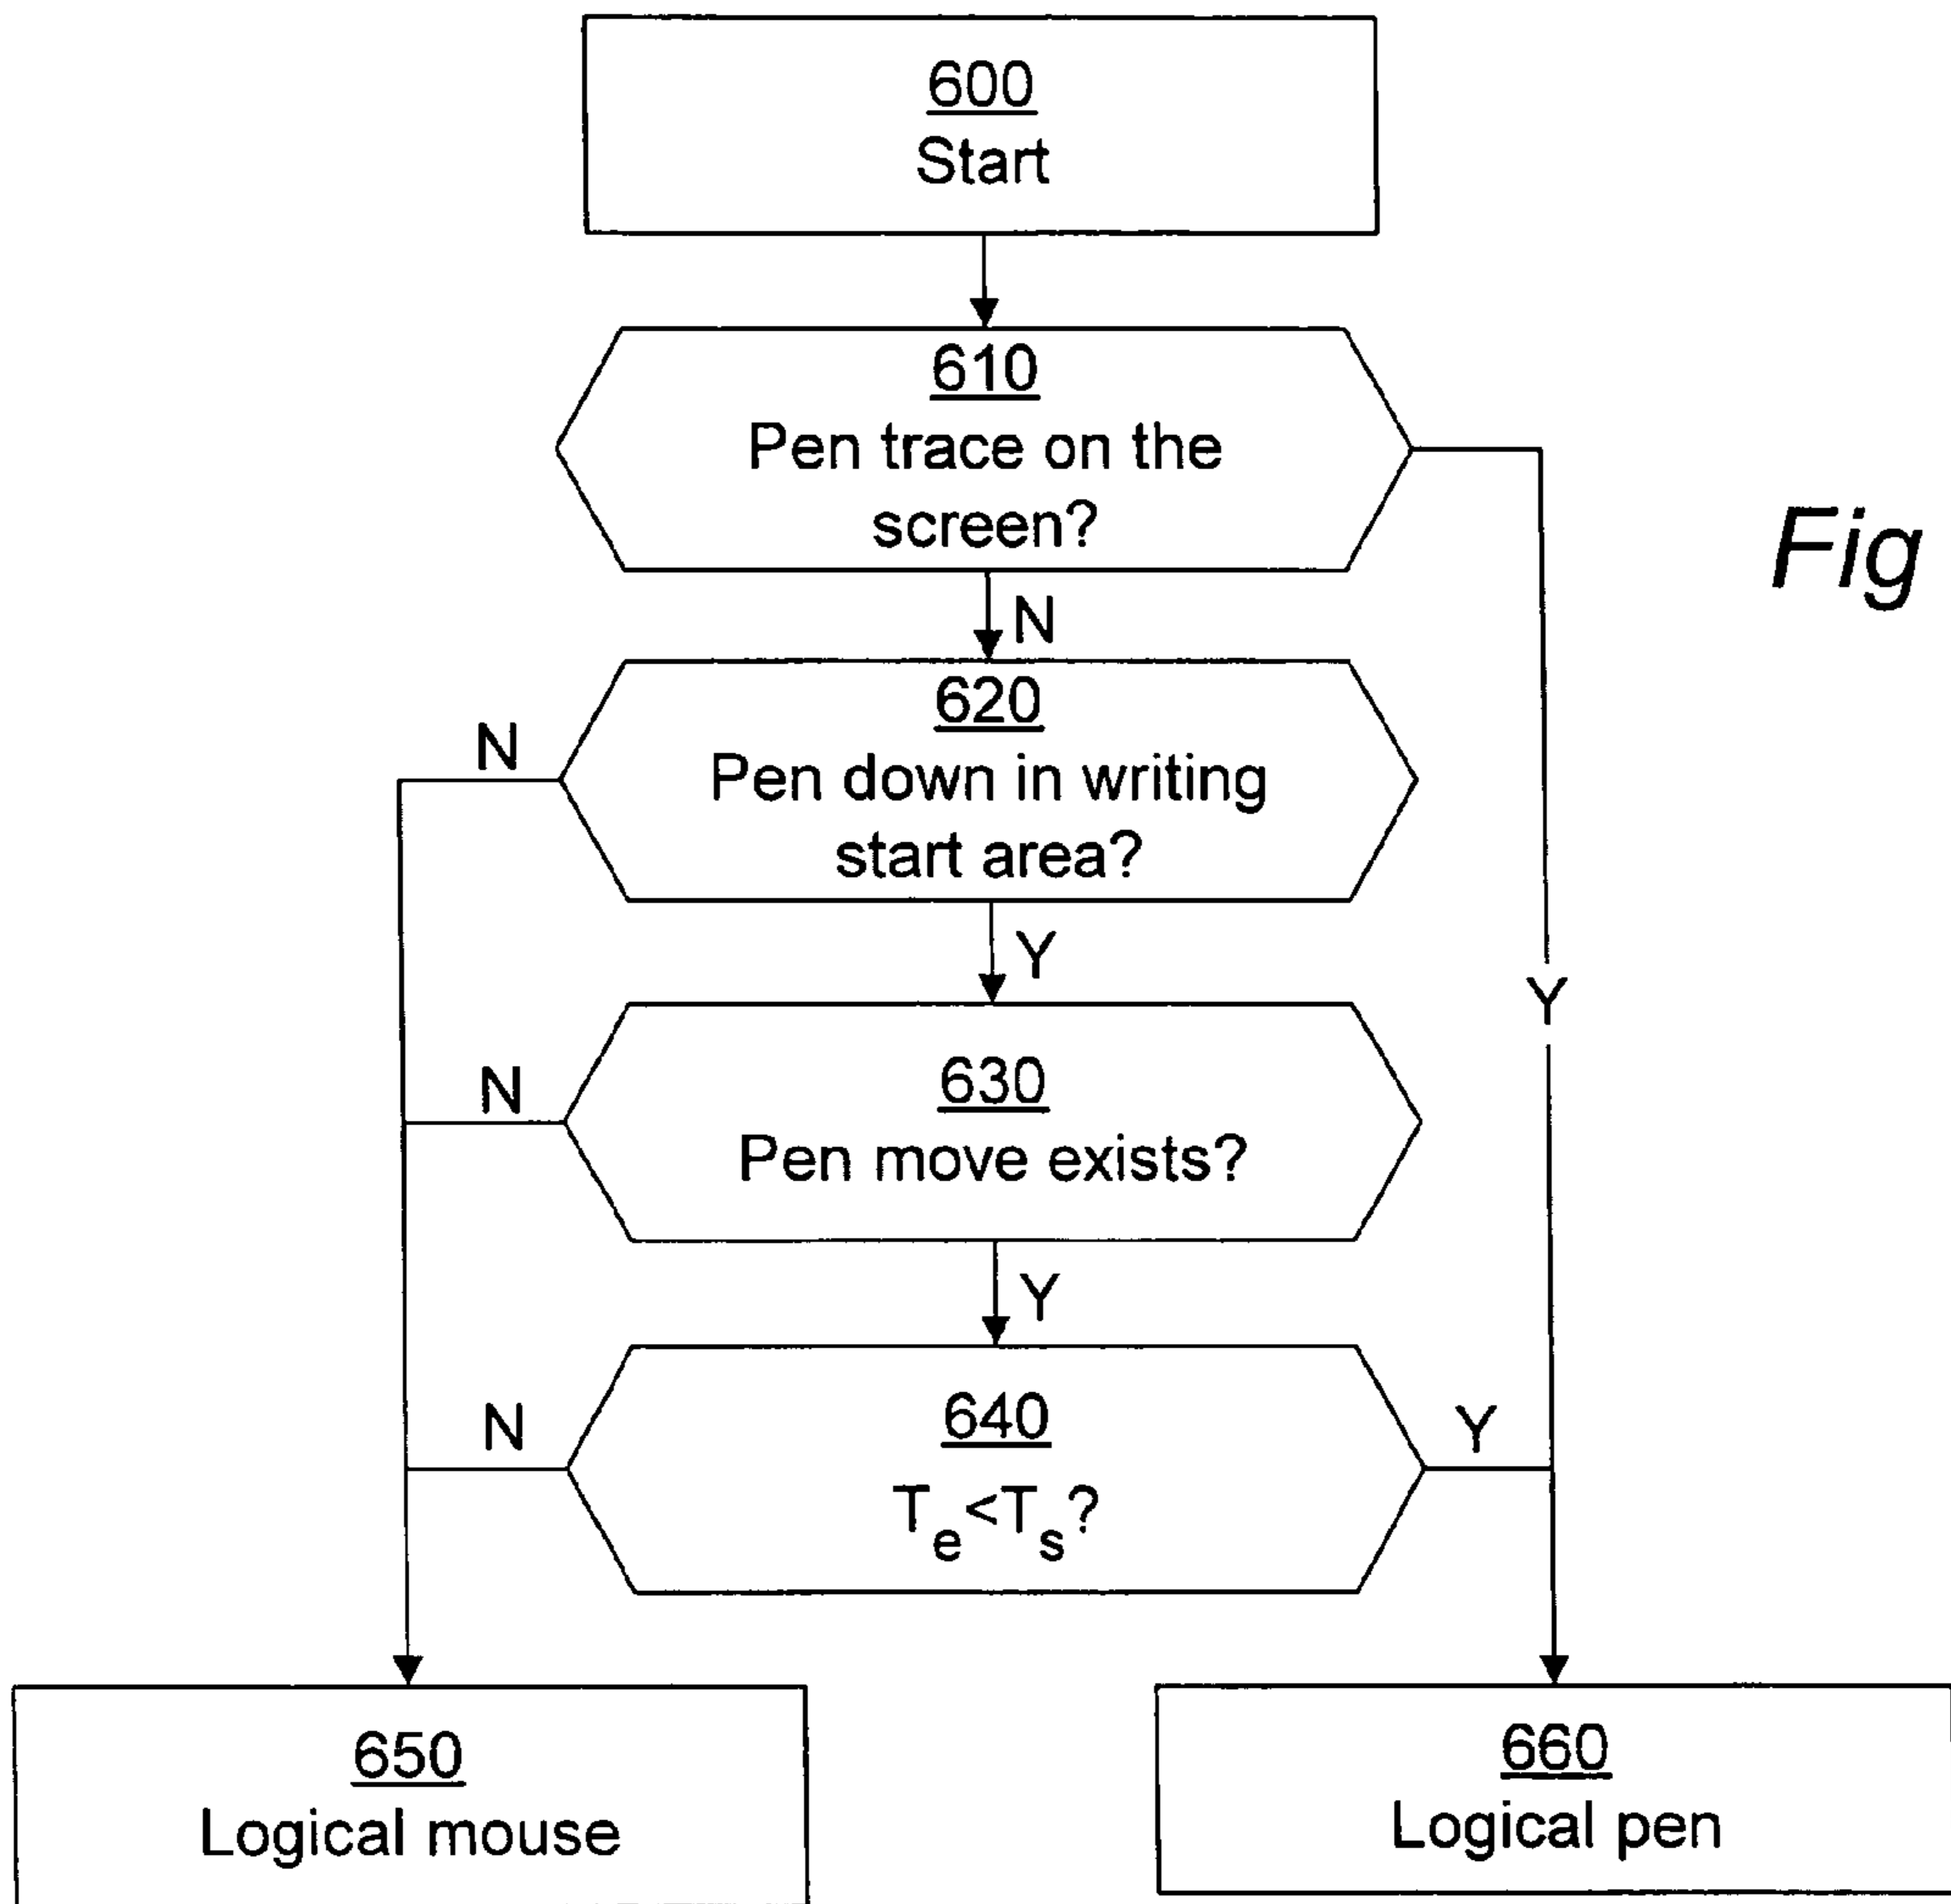 600
Start
610
Pen trace on the
screen?
Fig
N
620
Pen down in writing
start area?
N
Y
Y
630
Pen move exists?
N
Y
640
Te<Ts?
N
Y
650
Logical mouse
660
Logical pen